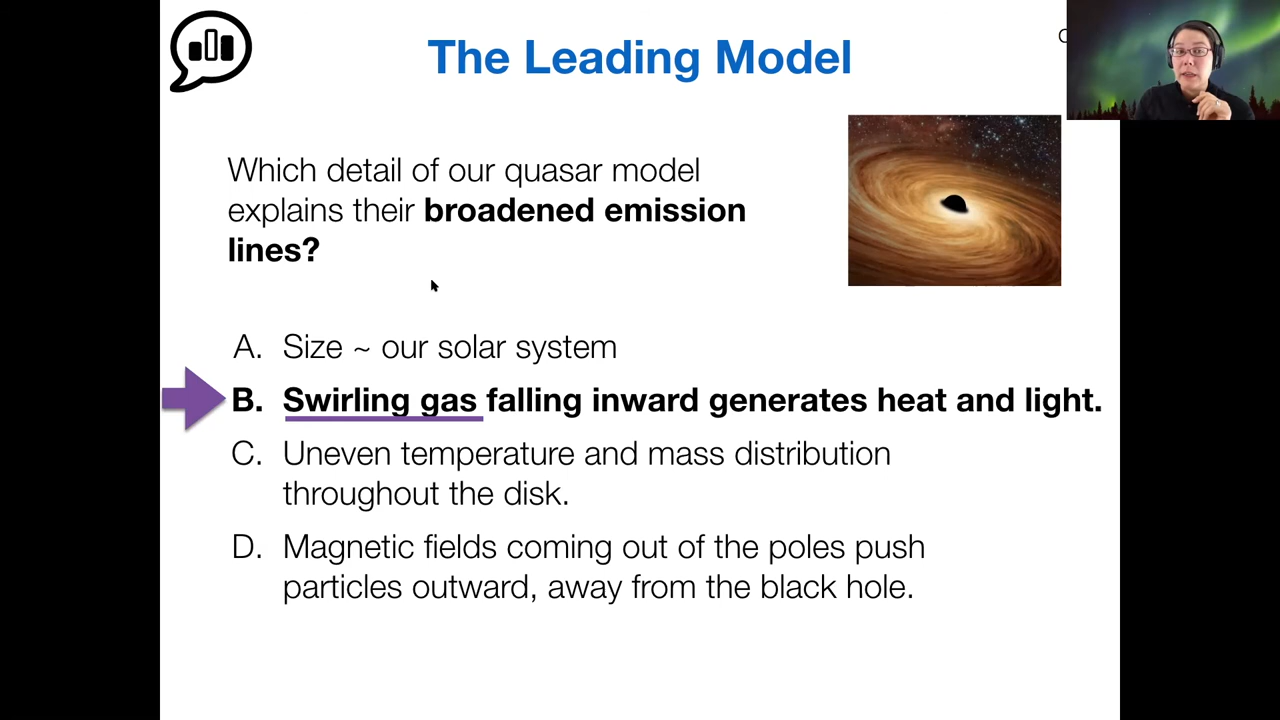 The Leading Model
Which detail of our quasar model
explains their broadened emission
lines?
A. Size ~ our solar system
B. Swirling gas falling inward generates heat and light.
C. Uneven temperature and mass distribution
throughout the disk.
D. Magnetic fields coming out of the poles push
particles outward, away from the black hole.